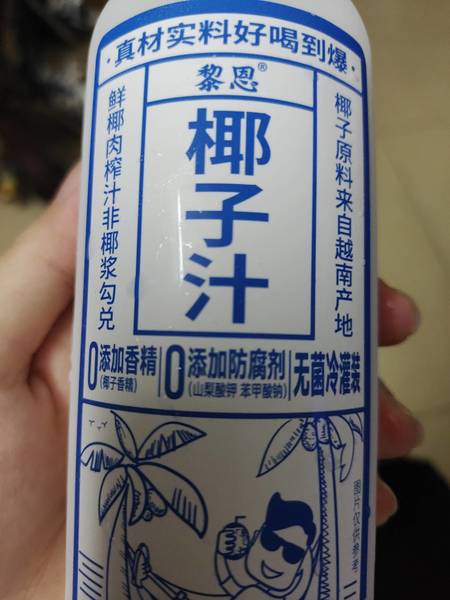 ·真材实料好喝到爆·
黎恩®
椰子汁
鲜椰肉榨汁非椰浆勾兑
椰子原料来自越南产地
0添加香精
(椰子香精)
0添加防腐剂
(山梨酸钾 苯甲酸钠)
无菌冷灌装
图片仅供参考